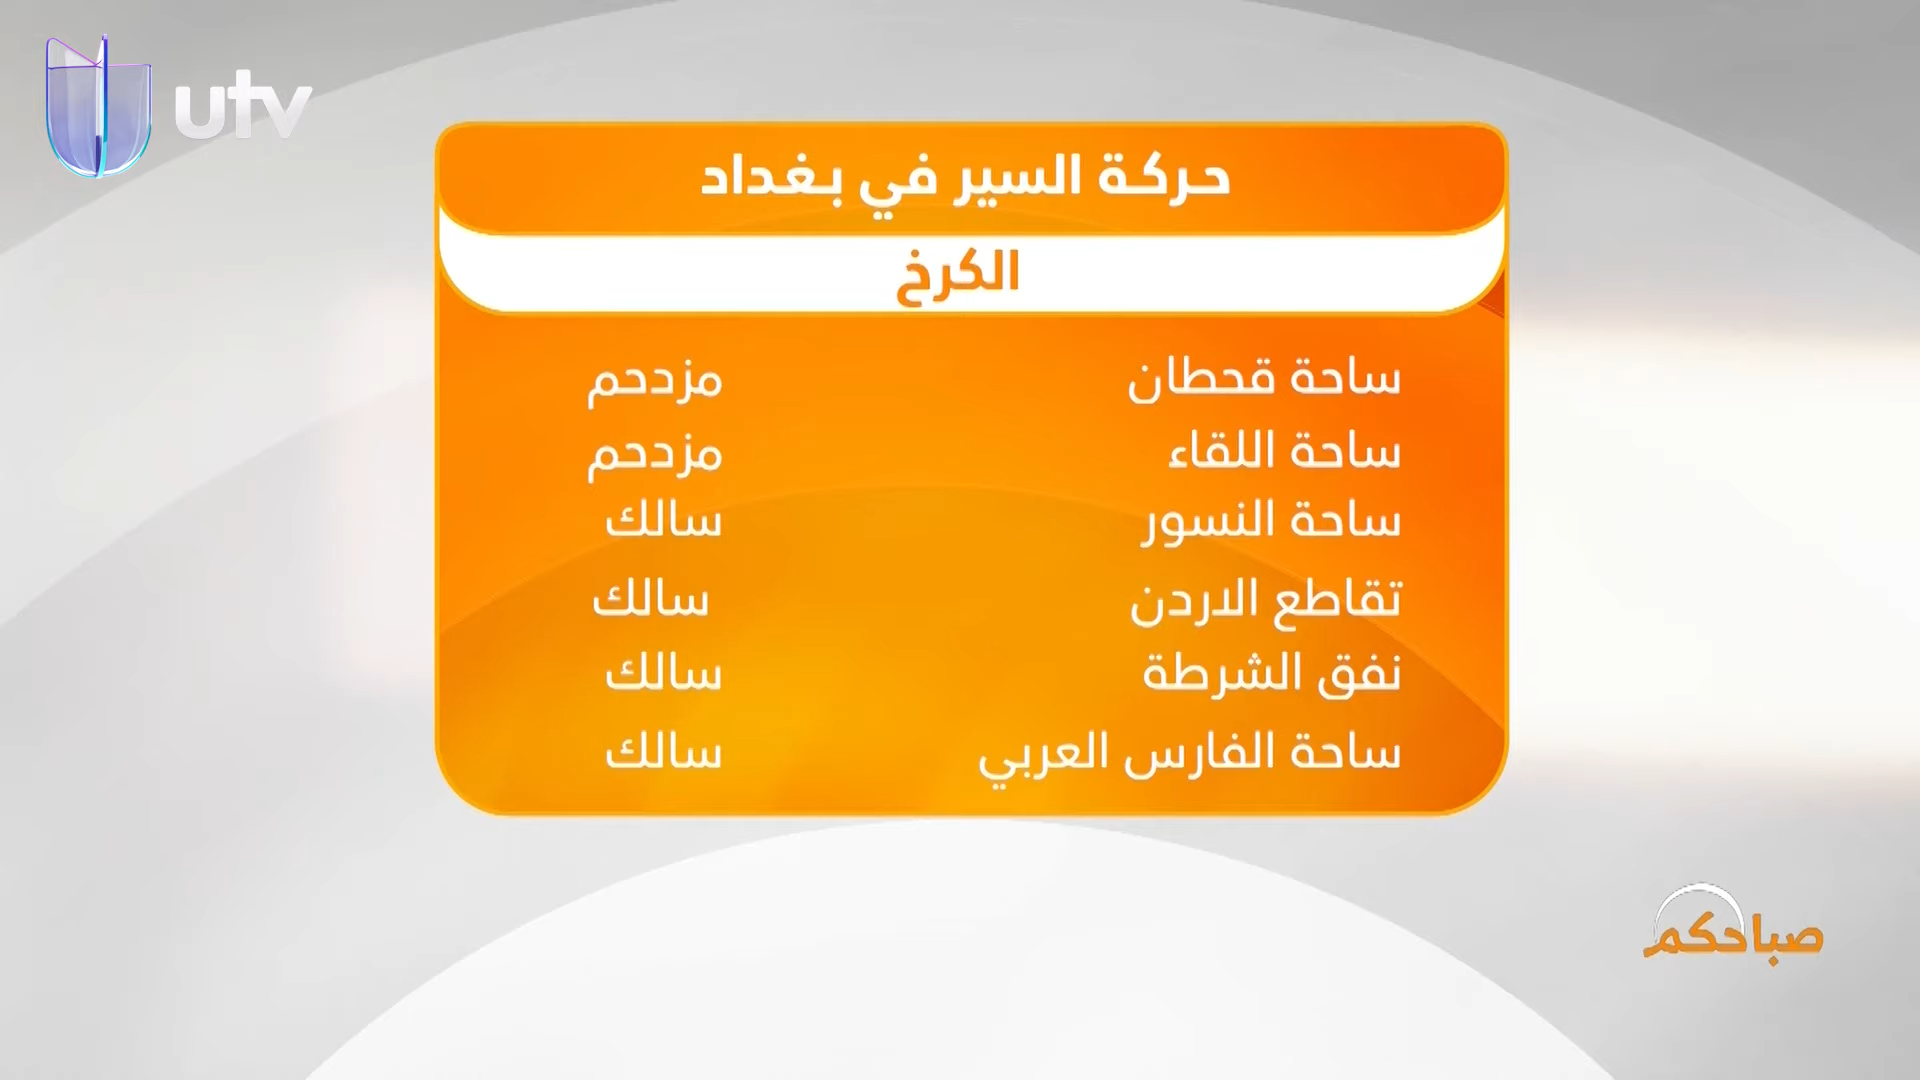 utv
حركة السير في بغداد
الكرخ
ساحة قحطان مزدحم
ساحة اللقاء مزدحم
ساحة النسور سالك
تقاطع الاردن سالك
نفق الشرطة سالك
ساحة الفارس العربي سالك
صباحكم